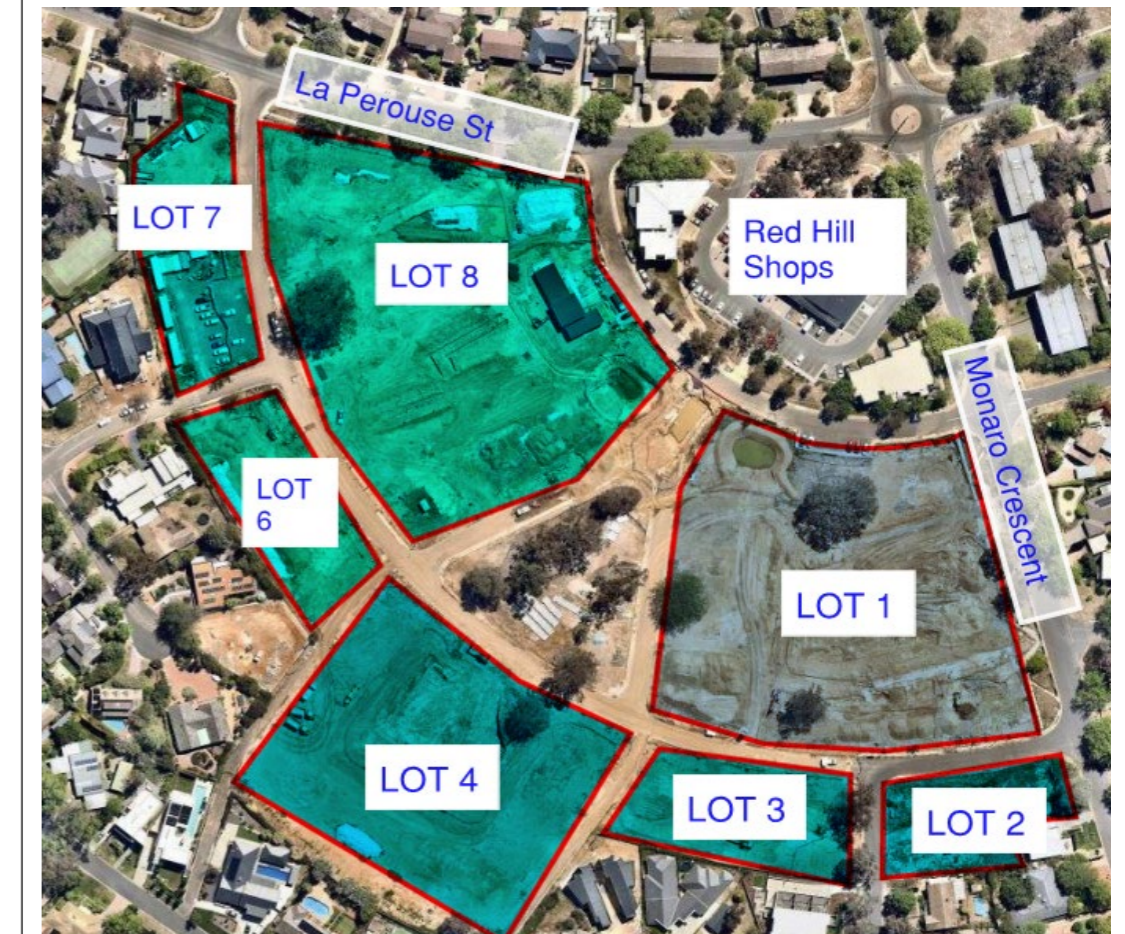 La Perouse St
LOT 7
Red Hill
Shops
LOT 8
Monaro Crescent
LOT
6
LOT 1
LOT 4
LOT 3
LOT 2